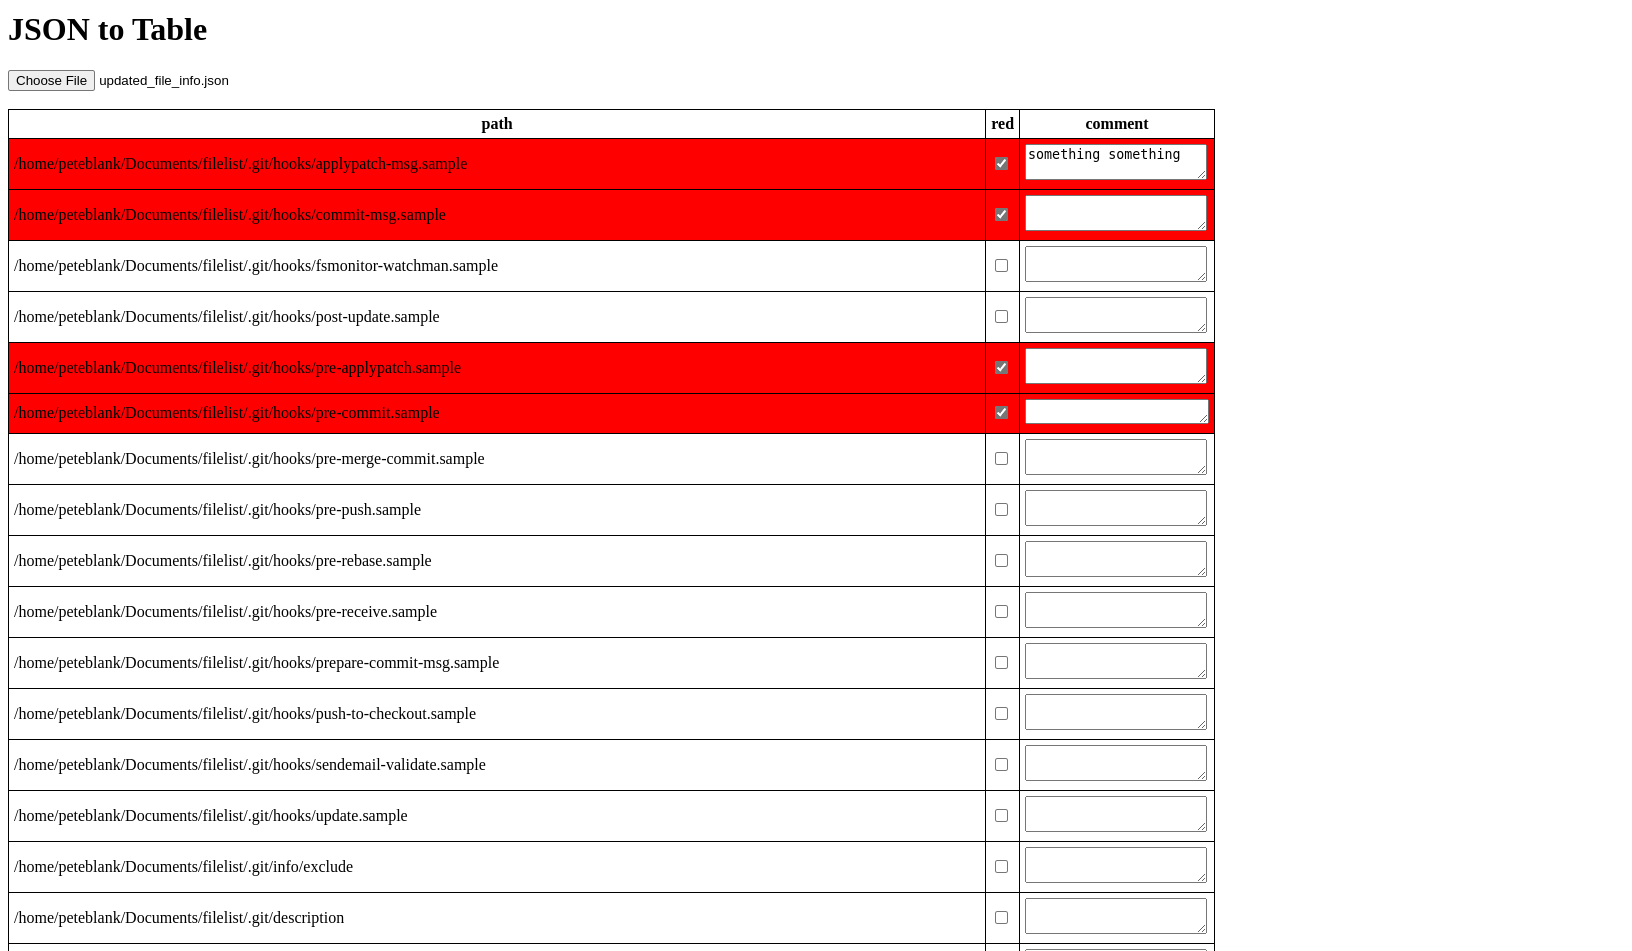 JSON to Table
Choose File updated_file_info.json
path red comment
/home/peteblank/Documents/filelist/.git/hooks/applypatch-msg.sample something something
/home/peteblank/Documents/filelist/.git/hooks/commit-msg.sample
/home/peteblank/Documents/filelist/.git/hooks/fsmonitor-watchman.sample
/home/peteblank/Documents/filelist/.git/hooks/post-update.sample
/home/peteblank/Documents/filelist/.git/hooks/pre-applypatch.sample
/home/peteblank/Documents/filelist/.git/hooks/pre-commit.sample
/home/peteblank/Documents/filelist/.git/hooks/pre-merge-commit.sample
/home/peteblank/Documents/filelist/.git/hooks/pre-push.sample
/home/peteblank/Documents/filelist/.git/hooks/pre-rebase.sample
/home/peteblank/Documents/filelist/.git/hooks/pre-receive.sample
/home/peteblank/Documents/filelist/.git/hooks/prepare-commit-msg.sample
/home/peteblank/Documents/filelist/.git/hooks/push-to-checkout.sample
/home/peteblank/Documents/filelist/.git/hooks/sendemail-validate.sample
/home/peteblank/Documents/filelist/.git/hooks/update.sample
/home/peteblank/Documents/filelist/.git/info/exclude
/home/peteblank/Documents/filelist/.git/description